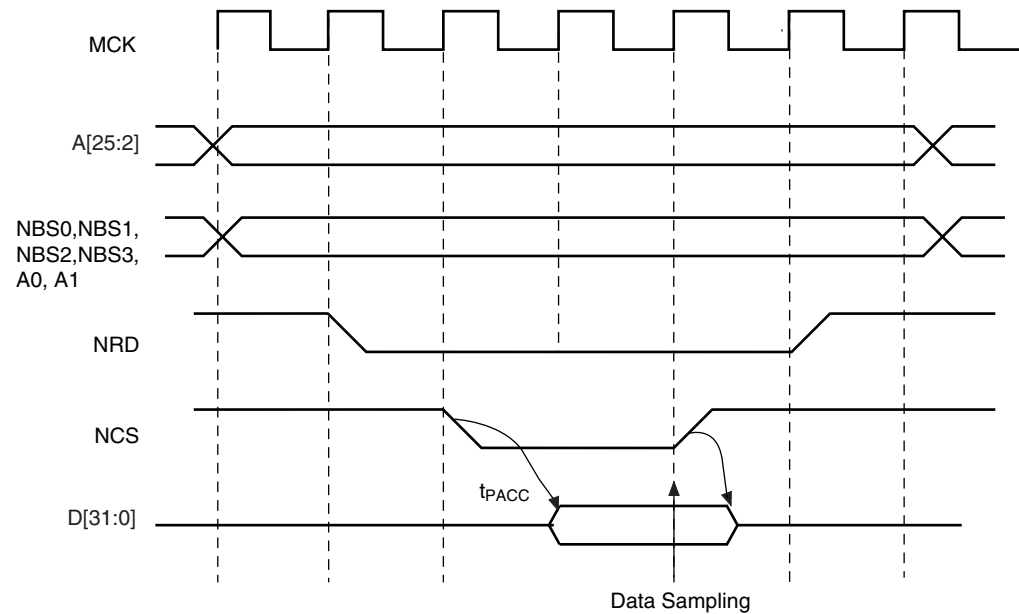 MCK
A[25:2]
NBS0,NBS1,
NBS2,NBS3,
A0, A1
NRD
NCS
tPACC
D[31:0]
Data Sampling